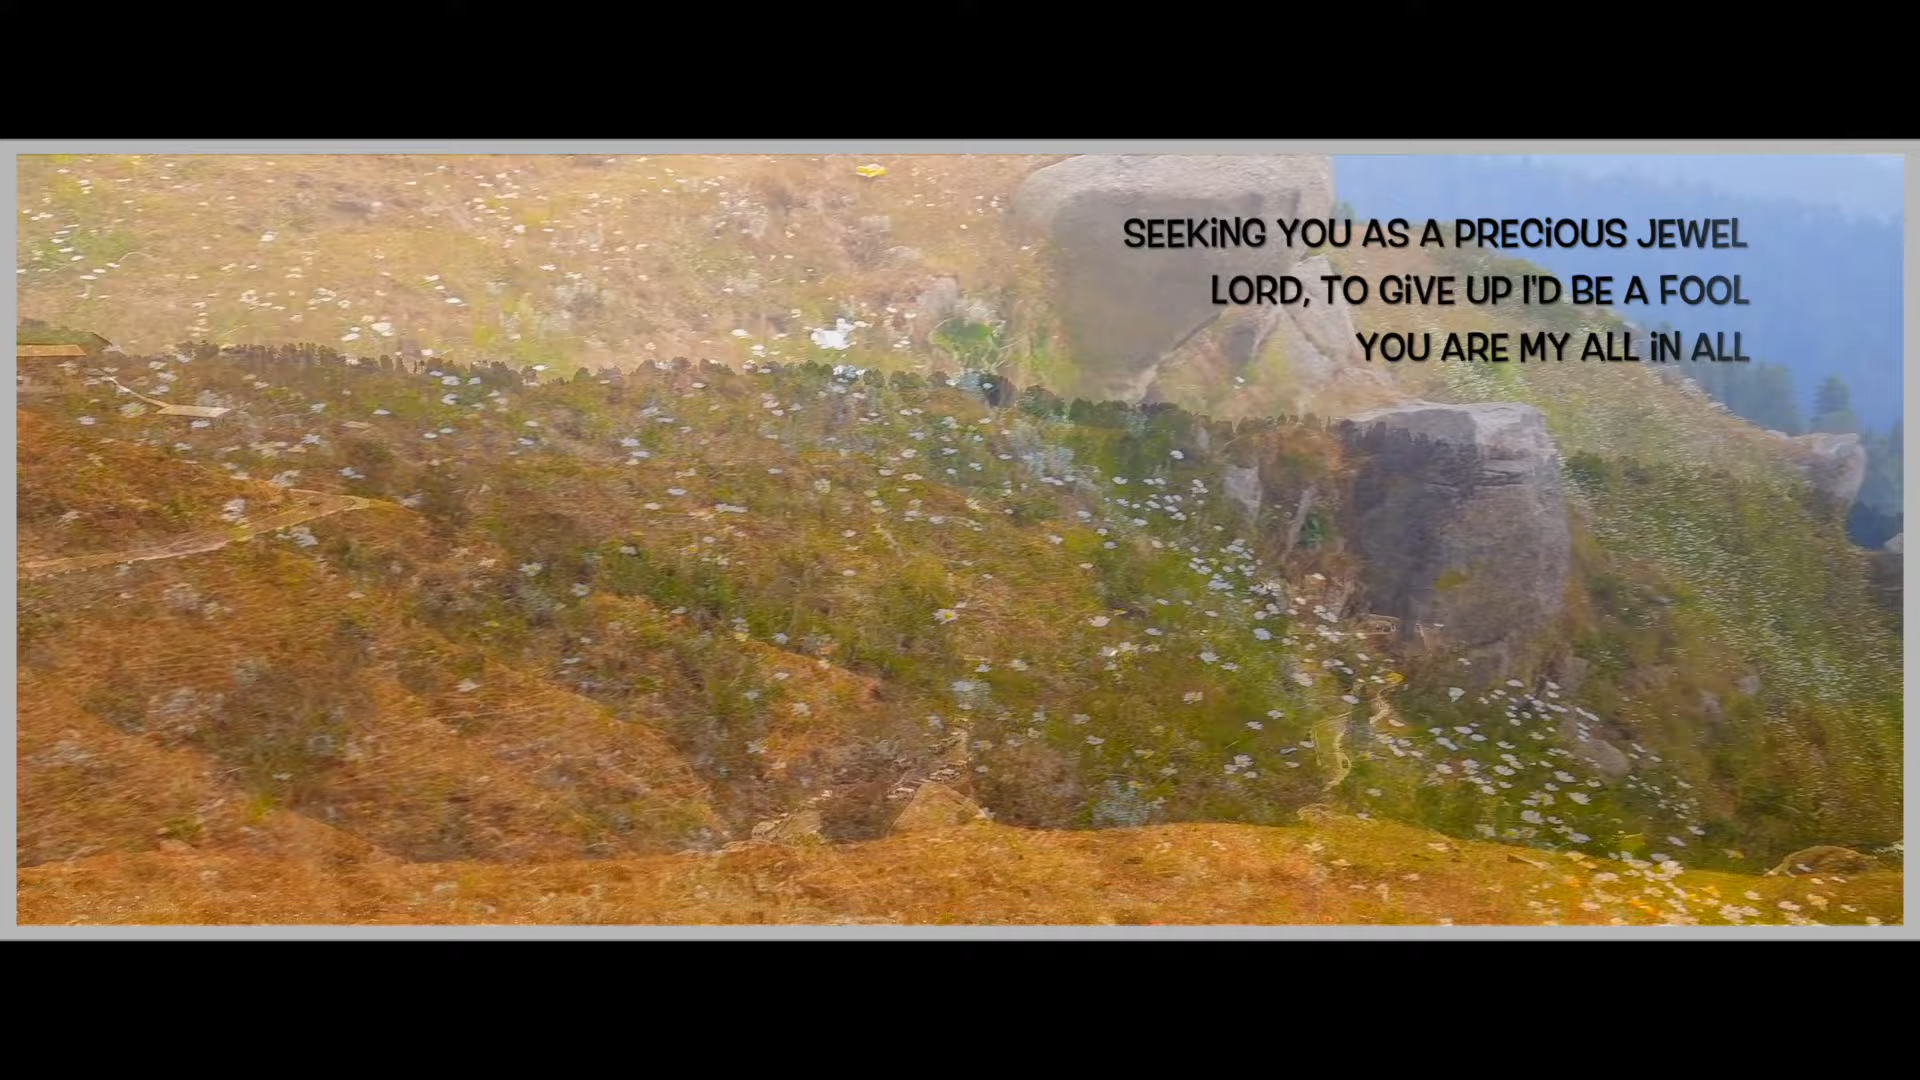 SEEKiNG YOU AS A PRECiOUS JEWEL
LORD, TO GiVE UP I'D BE A FOOL
YOU ARE MY ALL iN ALL